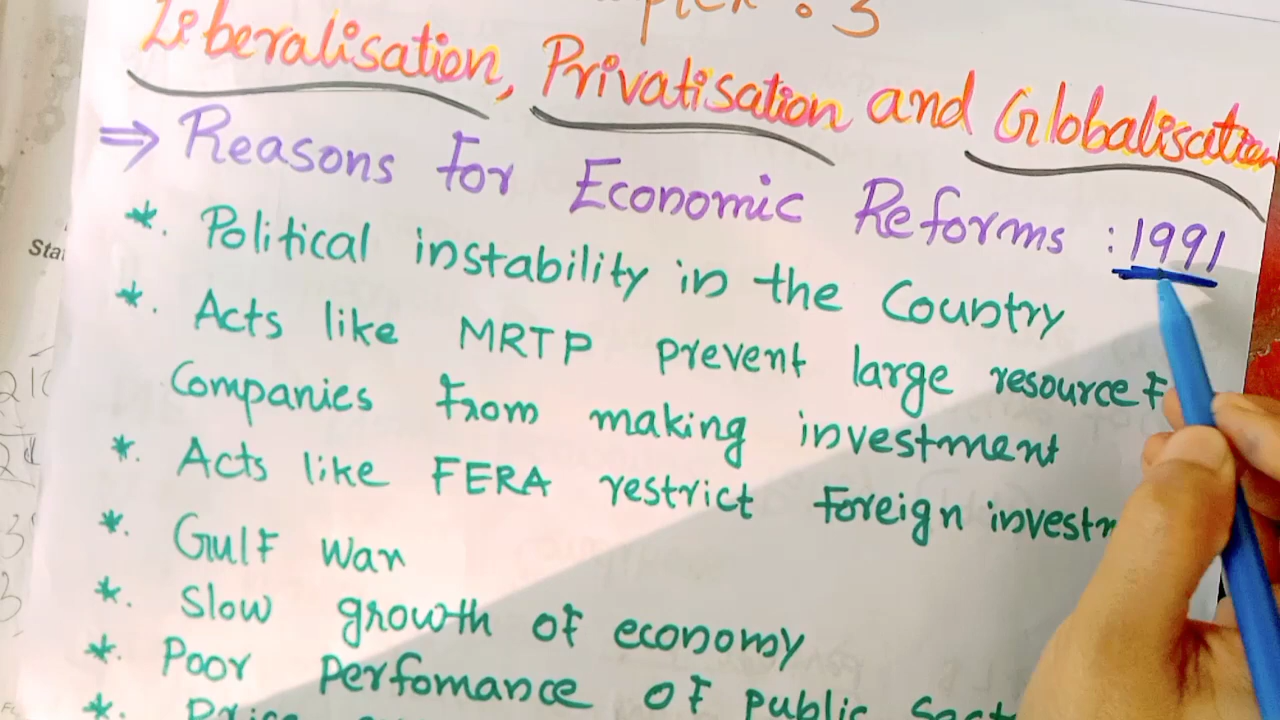 : 3
Liberalisation, Privatisation and Globalisation
⇒ Reasons for Economic Reforms : 1991
*. Political instability in the Country
*. Acts like MRTP prevent large resource
Companies from making investment
*. Acts like FERA restrict foreign
*. Gulf War
*. Slow growth of economy
*. Poor Perfomance of public
*. Price